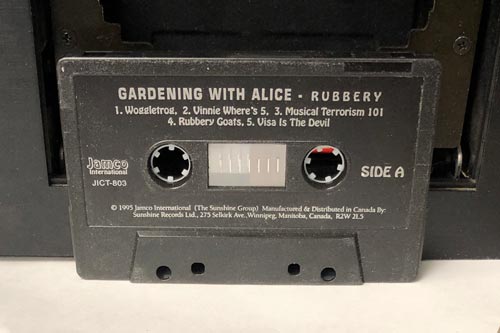 GARDENING WITH ALICE - RUBBERY
1. Woggletrog, 2. Vinnie Where's 5, 3. Musical Terrorism 101
4. Rubbery Goats, 5. Visa Is The Devil
Jamco
International
JICT-803
SIDE A
© 1995 Jamco International (The Sunshine Group) Manufactured & Distributed in Canada By:
Sunshine Records Ltd., 275 Selkirk Ave., Winnipeg, Manitoba, Canada, R2W 2L5